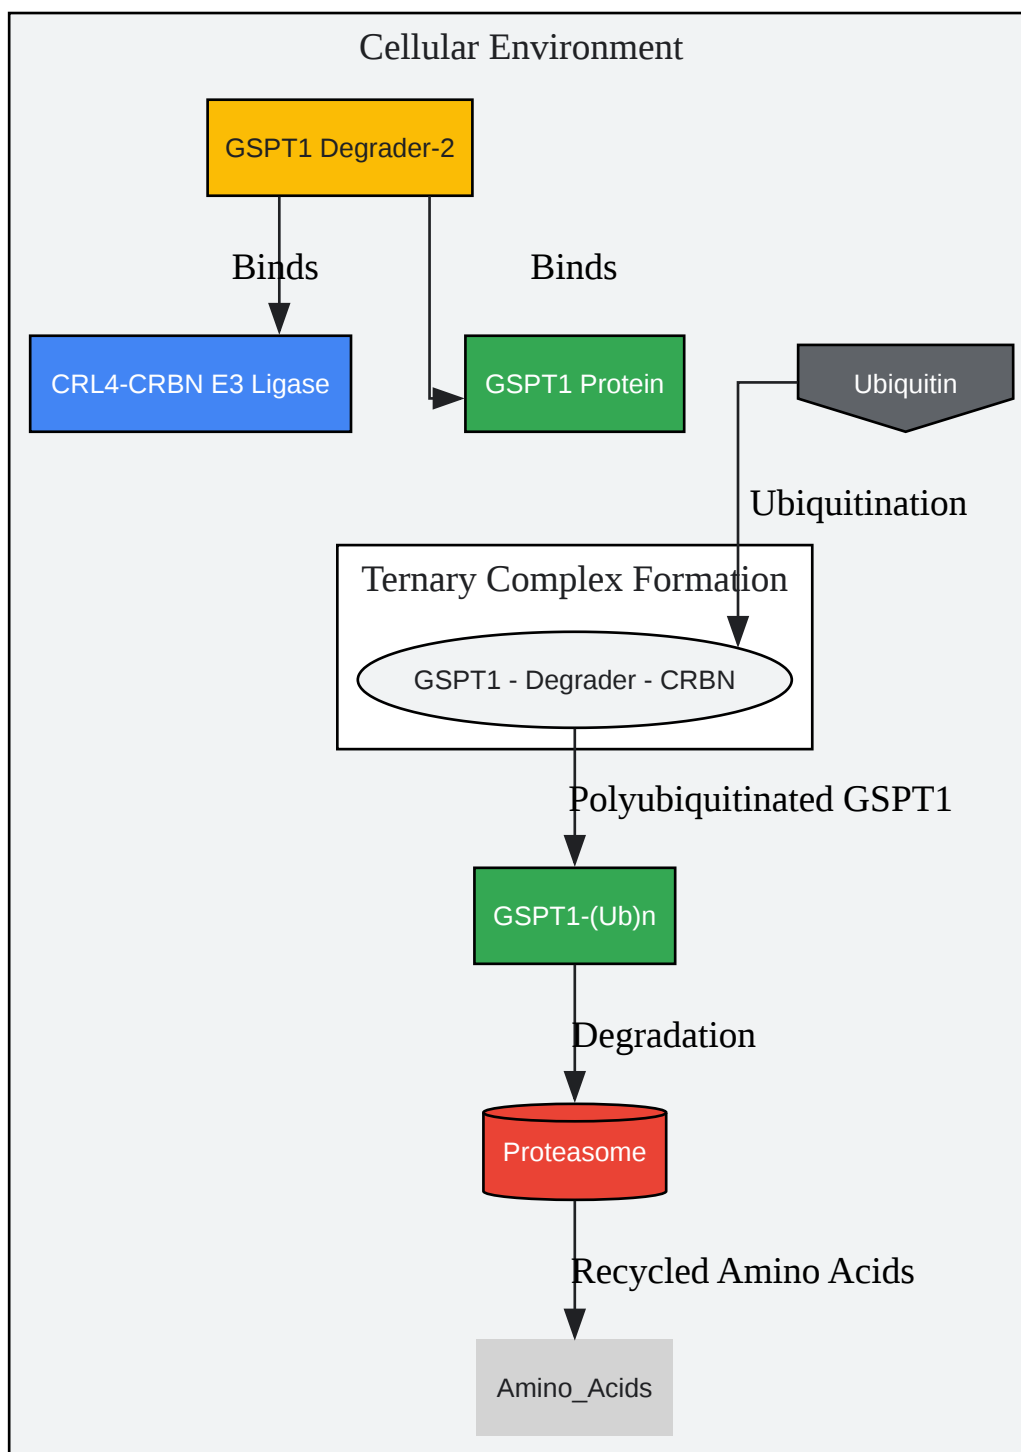 Cellular Environment
GSPT1 Degrader-2
Binds
Binds
CRL4-CRBN E3 Ligase
GSPT1 Protein
Ubiquitin
Ubiquitination
Ternary Complex Formation
GSPT1 - Degrader - CRBN
Polyubiquitinated GSPT1
GSPT1-(Ub)n
Degradation
Proteasome
Recycled Amino Acids
Amino_Acids